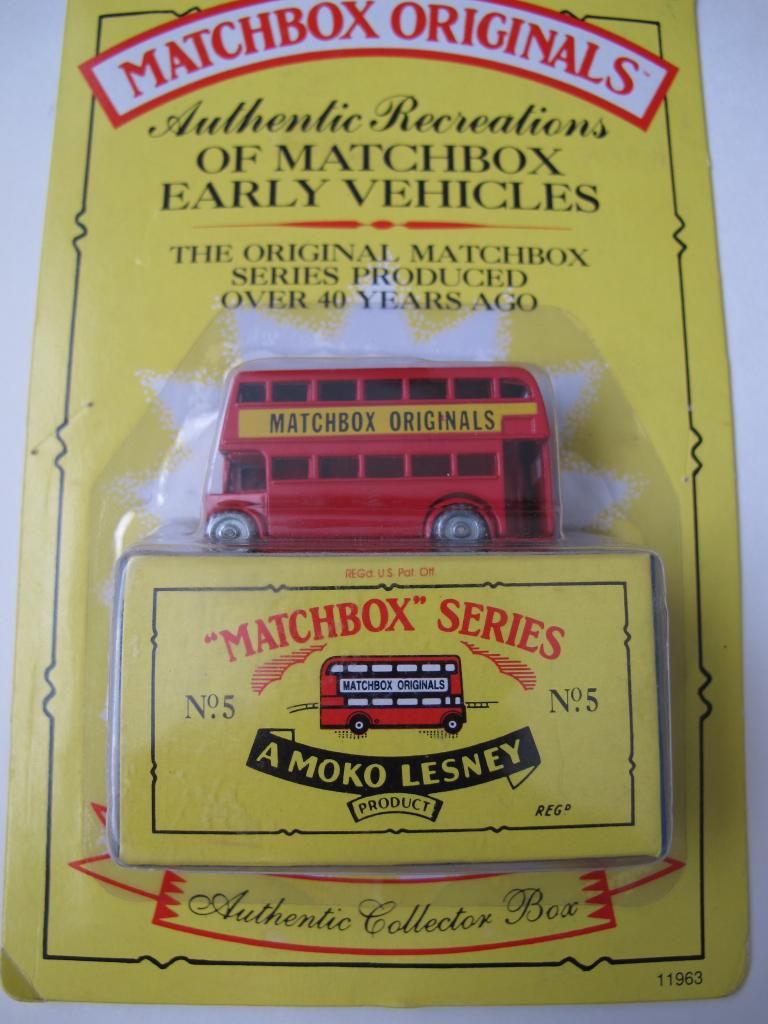 MATCHBOX ORIGINALS™
Authentic Recreations
OF MATCHBOX
EARLY VEHICLES
THE ORIGINAL MATCHBOX
SERIES PRODUCED
OVER 40 YEARS AGO
MATCHBOX ORIGINALS
REGd. U.S. Pat. Off.
"MATCHBOX" SERIES
MATCHBOX ORIGINALS
Nº.5
Nº.5
A MOKO LESNEY
PRODUCT
REGD
Authentic Collector Box
11963